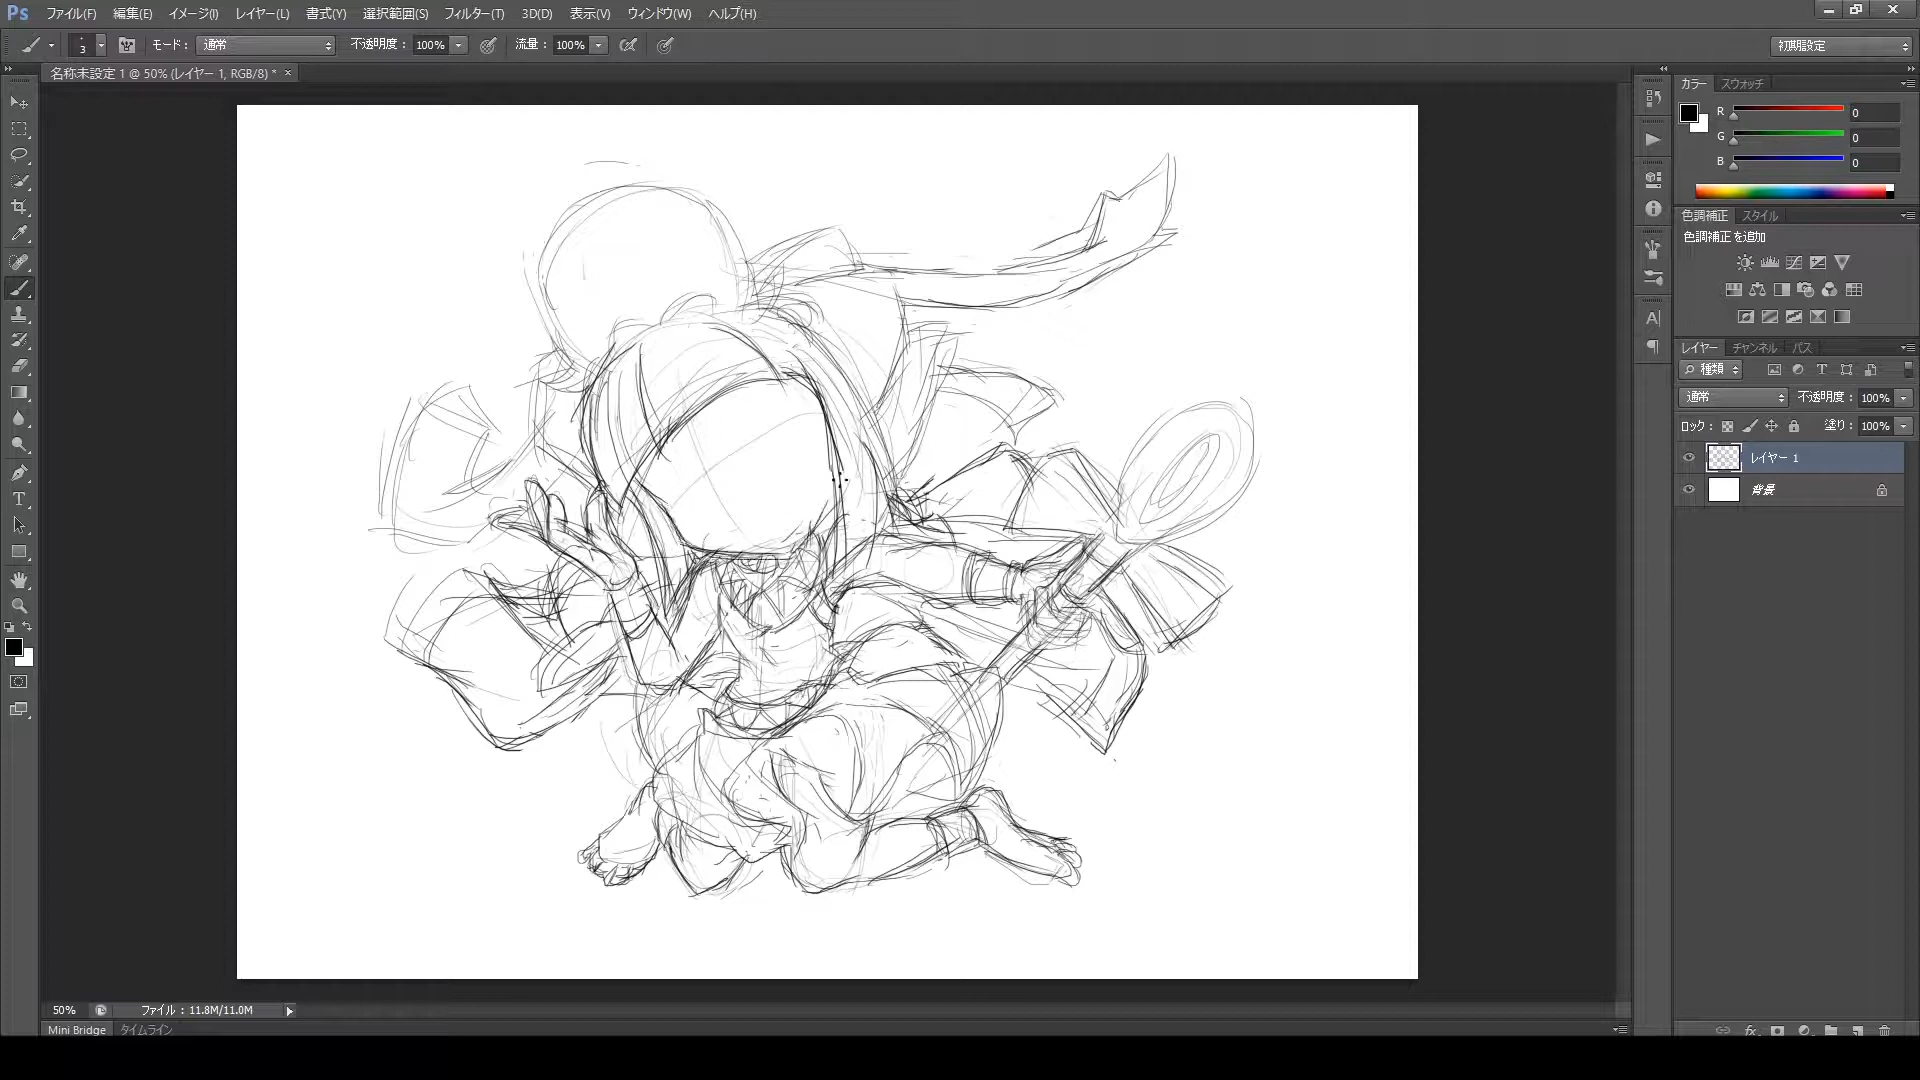 Ps ファイル(F) 編集(E) イメージ(I) レイヤー(L) 書式(Y) 選択範囲(S) フィルター(T) 3D(D) 表示(V) ウィンドウ(W) ヘルプ(H)
3 モード： 通常 不透明度： 100% 流量： 100% 初期設定
名称未設定 1 @ 50% (レイヤー 1, RGB/8) * ×
カラー スウォッチ
R 0
G 0
B 0
色調補正 スタイル
色調補正を追加
レイヤー チャンネル パス
種類
通常 不透明度： 100%
ロック： 塗り： 100%
レイヤー 1
背景
50% ファイル：11.8M/11.0M
Mini Bridge タイムライン